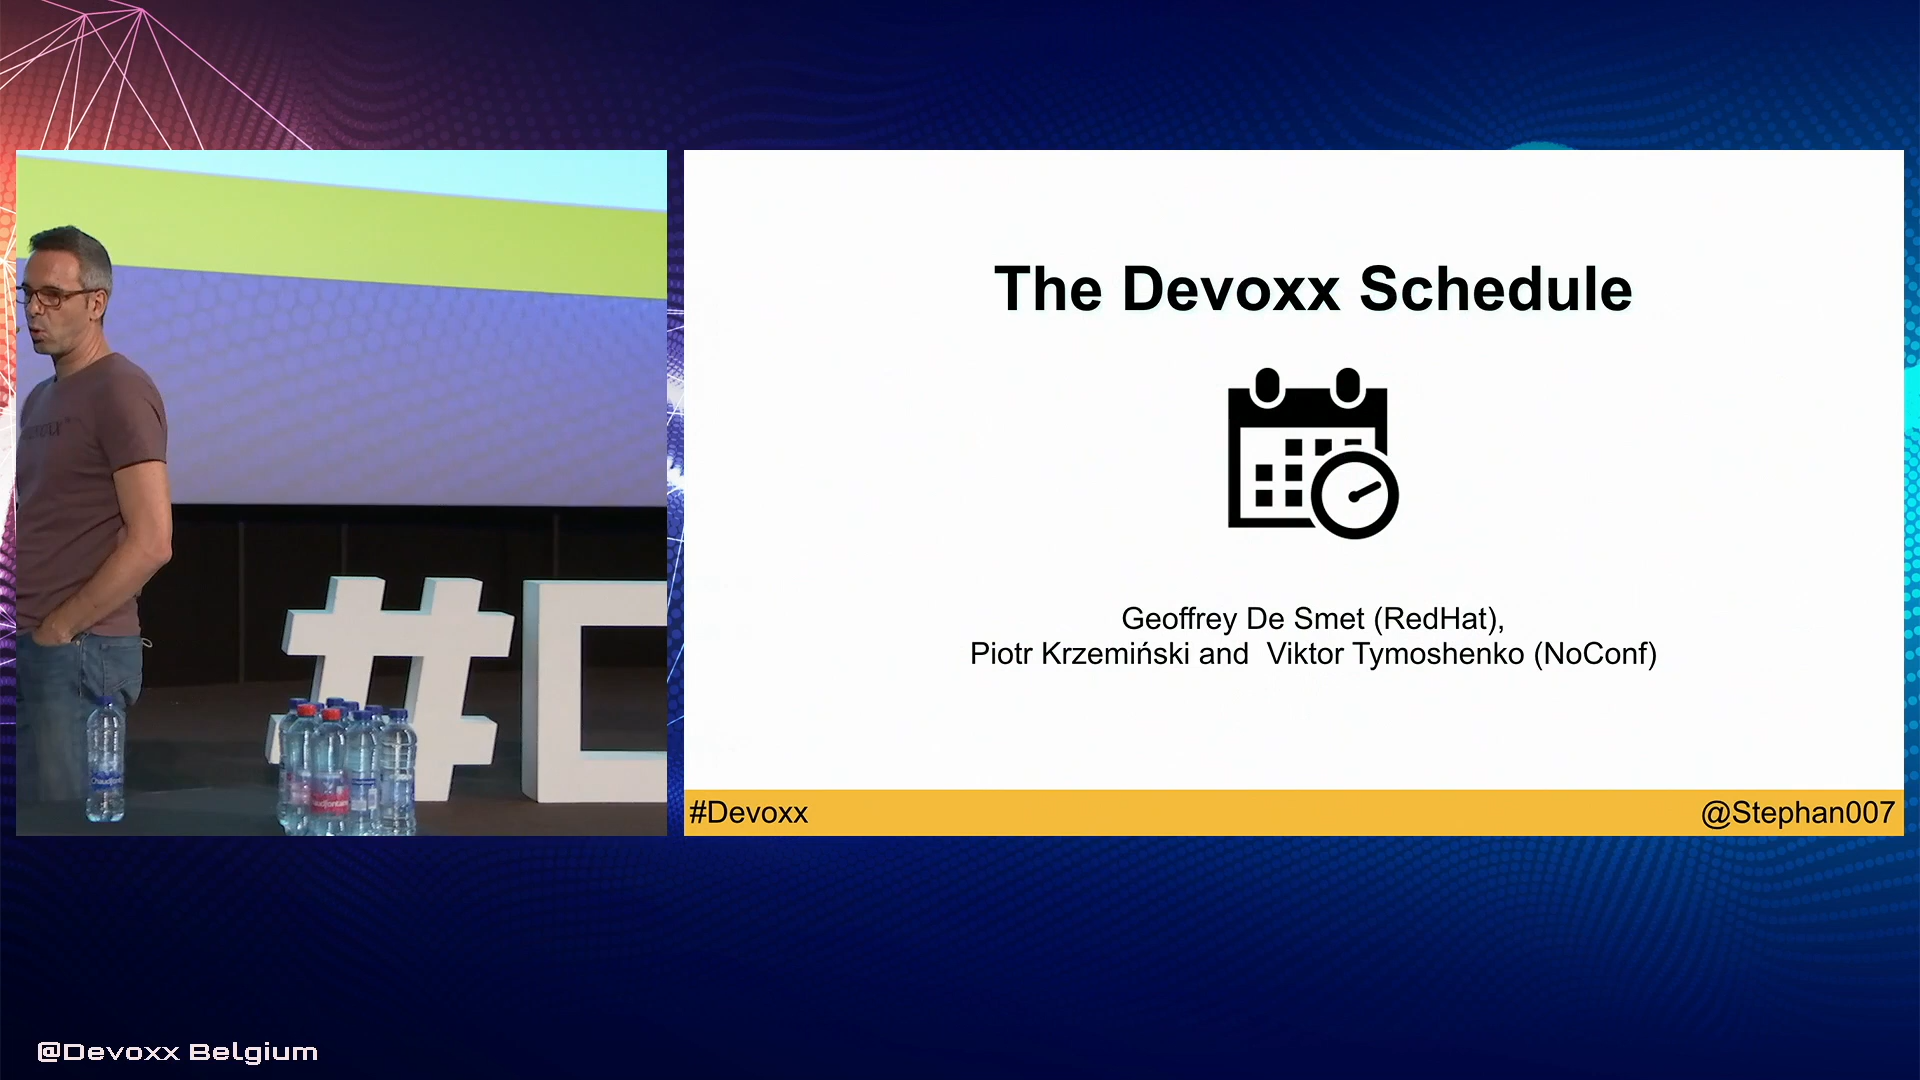 The Devoxx Schedule
Geoffrey De Smet (RedHat),
Piotr Krzemiński and Viktor Tymoshenko (NoConf)
#Devoxx
@Stephan007
@Devoxx Belgium